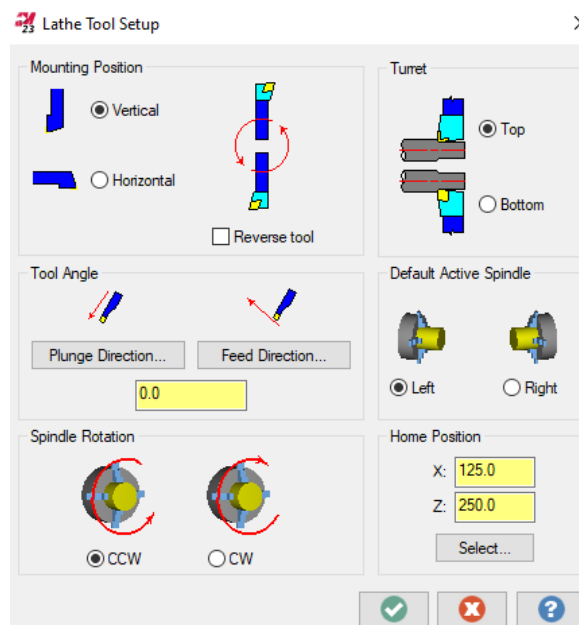 23 Lathe Tool Setup
Mounting Position
Vertical
Horizontal
Reverse tool
Turret
Top
Bottom
Tool Angle
Plunge Direction...
Feed Direction...
0.0
Default Active Spindle
Left
Right
Spindle Rotation
CCW
CW
Home Position
X: 125.0
Z: 250.0
Select...
?